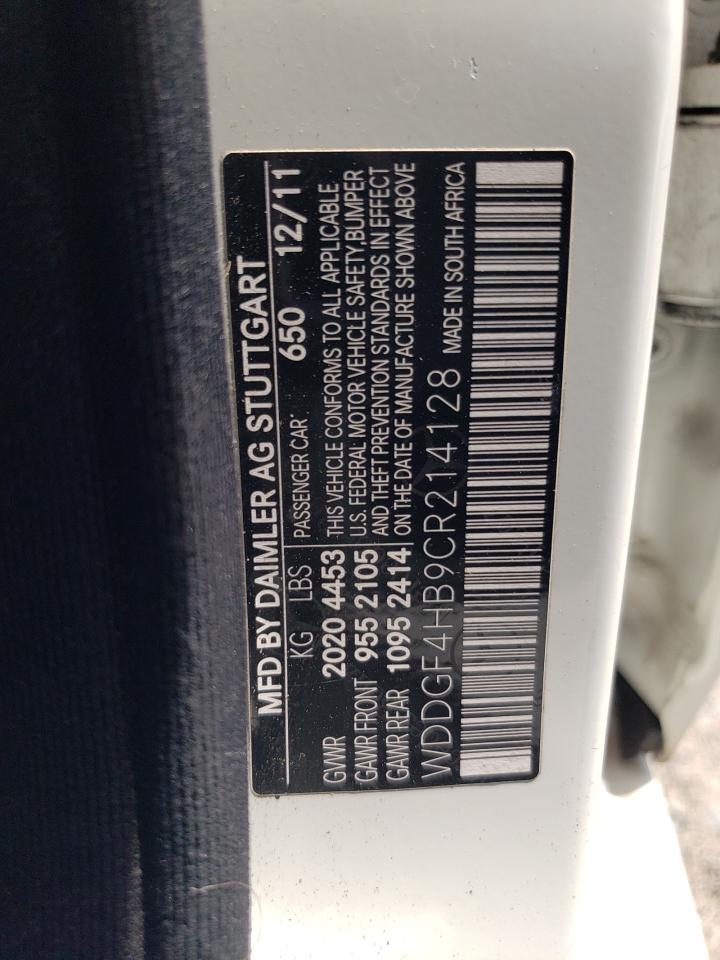 MFD BY DAIMLER AG STUTTGART
KG LBS PASSENGER CAR 650 12/11
GVWR 2020 4453 THIS VEHICLE CONFORMS TO ALL APPLICABLE
GAWR FRONT 955 2105 U.S. FEDERAL MOTOR VEHICLE SAFETY,BUMPER
GAWR REAR 1095 2414 AND THEFT PREVENTION STANDARDS IN EFFECT
ON THE DATE OF MANUFACTURE SHOWN ABOVE
WDDGF4HB9CR214128 MADE IN SOUTH AFRICA